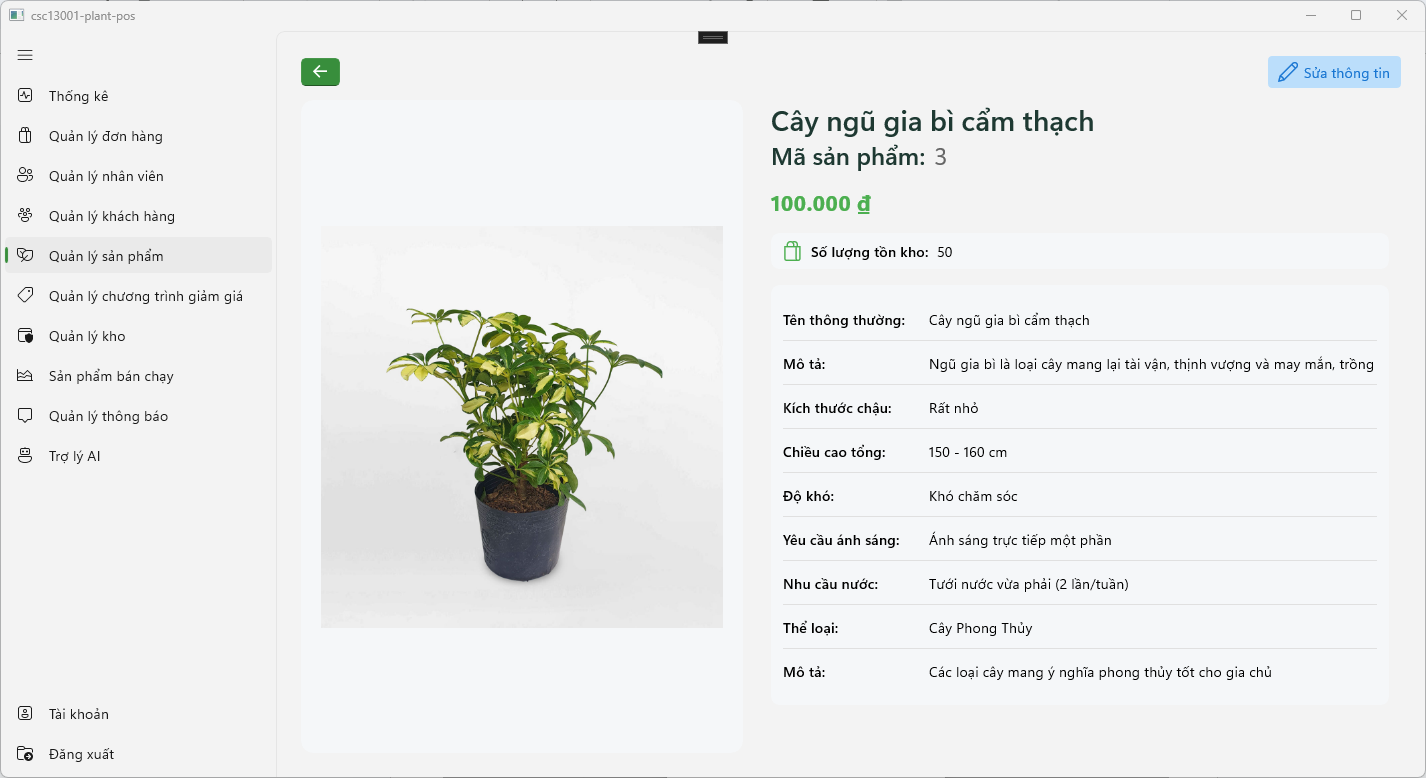 csc13001-plant-pos
Thống kê
Quản lý đơn hàng
Quản lý nhân viên
Quản lý khách hàng
Quản lý sản phẩm
Quản lý chương trình giảm giá
Quản lý kho
Sản phẩm bán chạy
Quản lý thông báo
Trợ lý AI
Tài khoản
Đăng xuất
Sửa thông tin
Cây ngũ gia bì cẩm thạch
Mã sản phẩm: 3
100.000 ₫
Số lượng tồn kho: 50
Tên thông thường: Cây ngũ gia bì cẩm thạch
Mô tả: Ngũ gia bì là loại cây mang lại tài vận, thịnh vượng và may mắn, trồng
Kích thước chậu: Rất nhỏ
Chiều cao tổng: 150 - 160 cm
Độ khó: Khó chăm sóc
Yêu cầu ánh sáng: Ánh sáng trực tiếp một phần
Nhu cầu nước: Tưới nước vừa phải (2 lần/tuần)
Thể loại: Cây Phong Thủy
Mô tả: Các loại cây mang ý nghĩa phong thủy tốt cho gia chủ